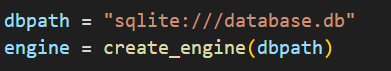 dbpath = "sqlite:///database.db"
engine = create_engine(dbpath)